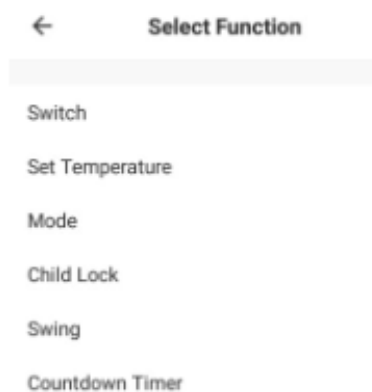 Select Function
Switch
Set Temperature
Mode
Child Lock
Swing
Countdown Timer